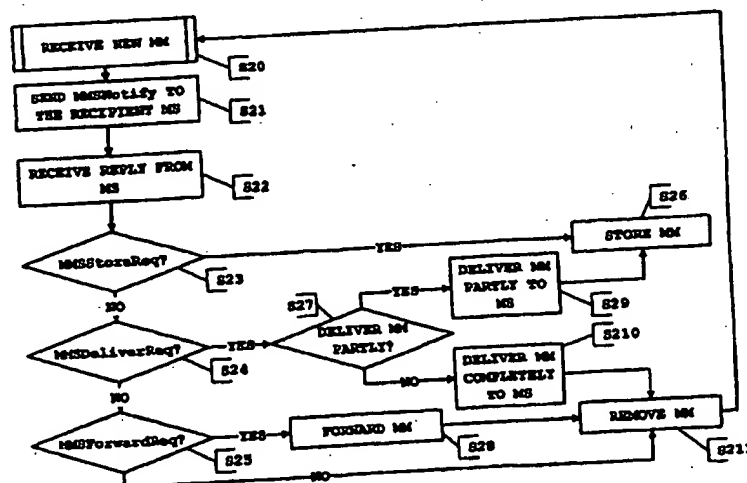 RECEIVE NEW MM
S20
SEND MMSNotify TO
THE RECIPIENT MS
S21
RECEIVE REPLY FROM
MS
S22
S26
STORE MM
YES
MMSStoreReq?
S23
NO
S27
DELIVER MM
PARTLY?
YES
DELIVER MM
PARTLY TO
MS
S29
S210
MMSDeliverReq?
YES
S24
NO
DELIVER MM
COMPLETELY
TO MS
NO
MMSForwardReq?
YES
S25
FORWARD MM
S28
REMOVE MM
NO